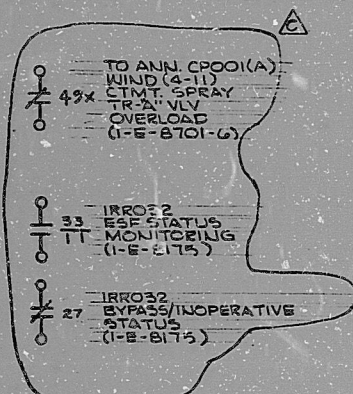 C
TO ANN. CP001(A)
WIND (4-11)
49X CTMT. SPRAY
TR-"A" VLV
OVERLOAD
(1-E-8701-6)
33 IRR032
TT ESF STATUS
MONITORING
(1-E-8175)
IRR032
27 BYPASS/INOPERATIVE
STATUS
(1-E-8175)